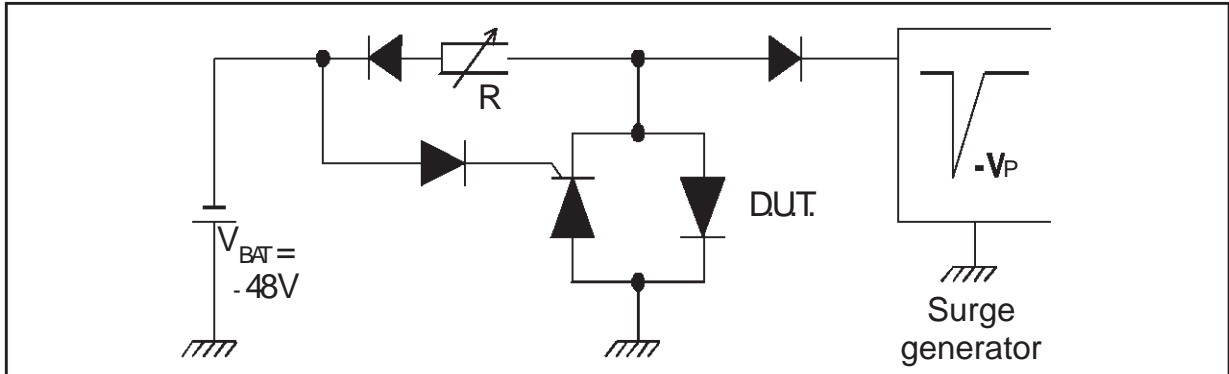 R
D.U.T.
-VP
VBAT =
- 48V
Surge
generator